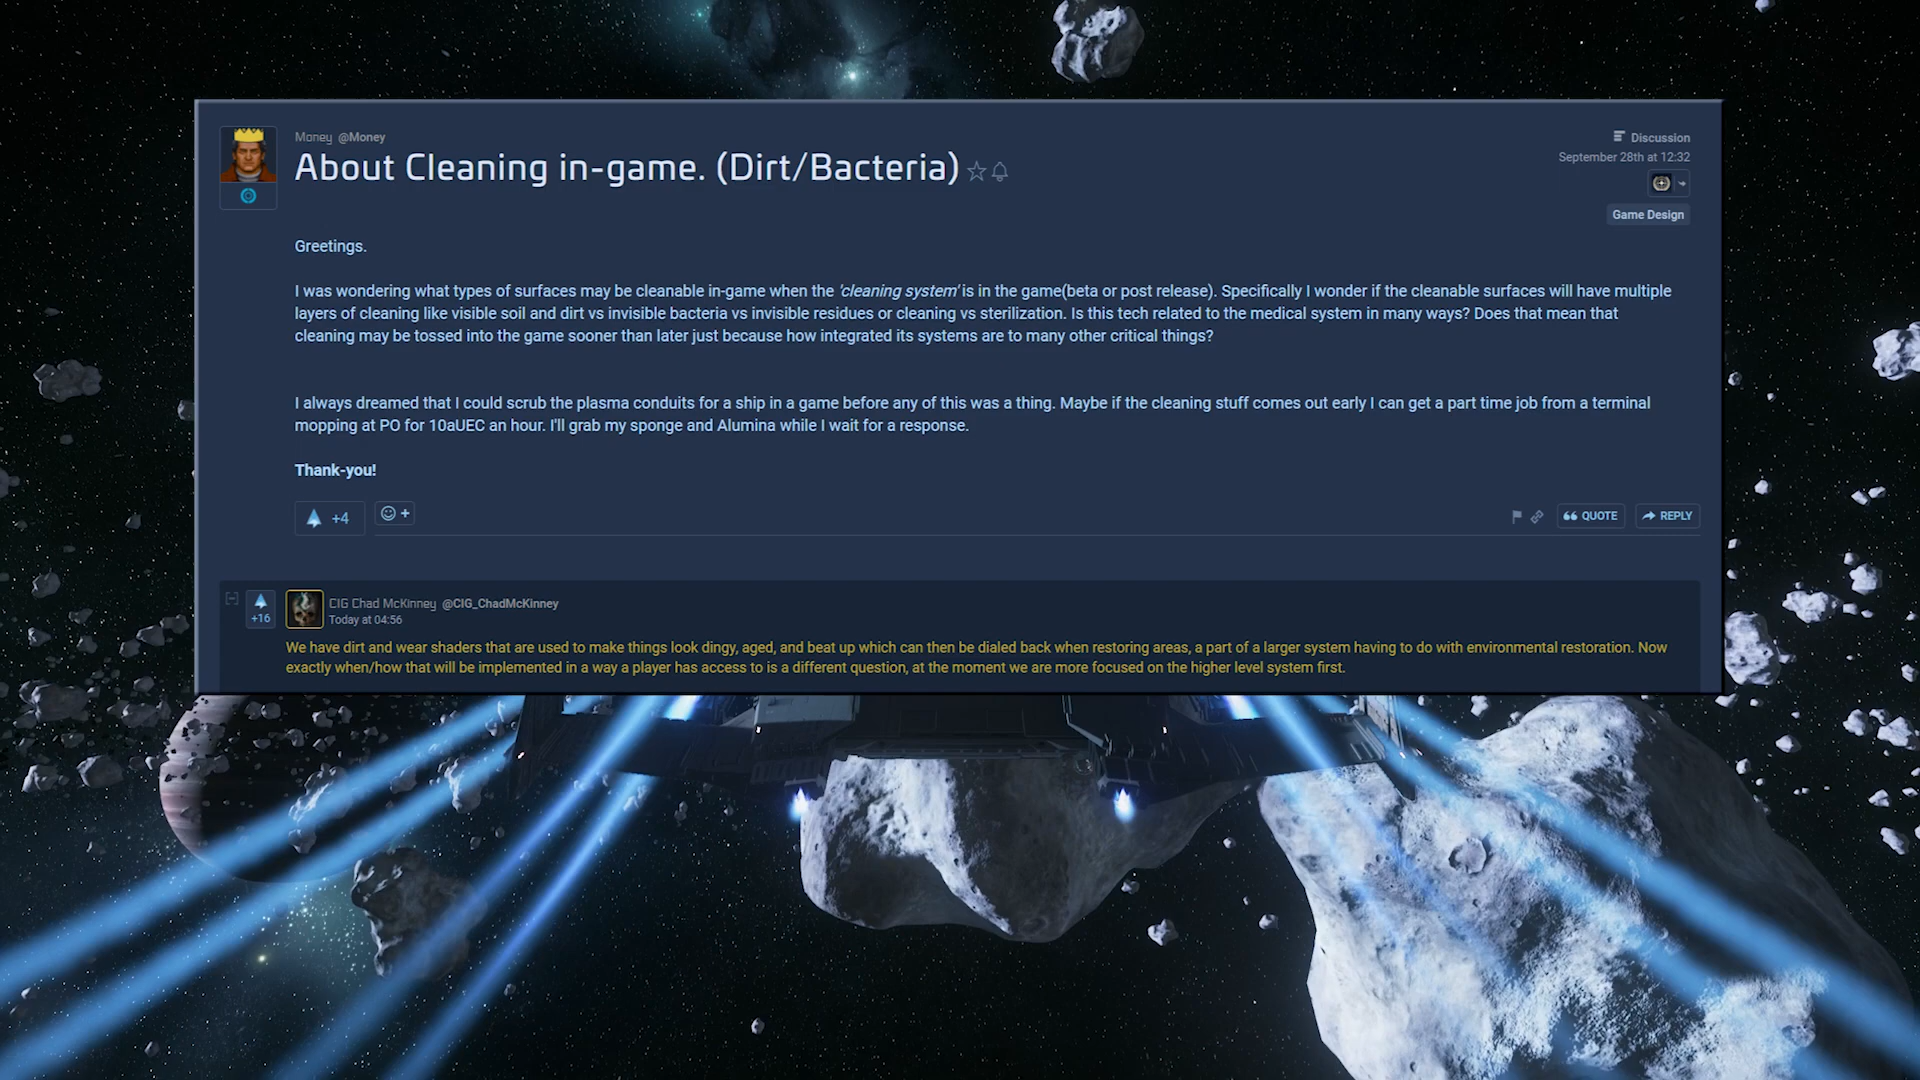 Money @Money
About Cleaning in-game. (Dirt/Bacteria)
Discussion
September 28th at 12:32
Game Design
Greetings.
I was wondering what types of surfaces may be cleanable in-game when the 'cleaning system' is in the game(beta or post release). Specifically I wonder if the cleanable surfaces will have multiple
layers of cleaning like visible soil and dirt vs invisible bacteria vs invisible residues or cleaning vs sterilization. Is this tech related to the medical system in many ways? Does that mean that
cleaning may be tossed into the game sooner than later just because how integrated its systems are to many other critical things?
I always dreamed that I could scrub the plasma conduits for a ship in a game before any of this was a thing. Maybe if the cleaning stuff comes out early I can get a part time job from a terminal
mopping at PO for 10aUEC an hour. I'll grab my sponge and Alumina while I wait for a response.
Thank-you!
+4
+
QUOTE
REPLY
[-]
+16
CIG Chad McKinney @CIG_ChadMcKinney
Today at 04:56
We have dirt and wear shaders that are used to make things look dingy, aged, and beat up which can then be dialed back when restoring areas, a part of a larger system having to do with environmental restoration. Now
exactly when/how that will be implemented in a way a player has access to is a different question, at the moment we are more focused on the higher level system first.